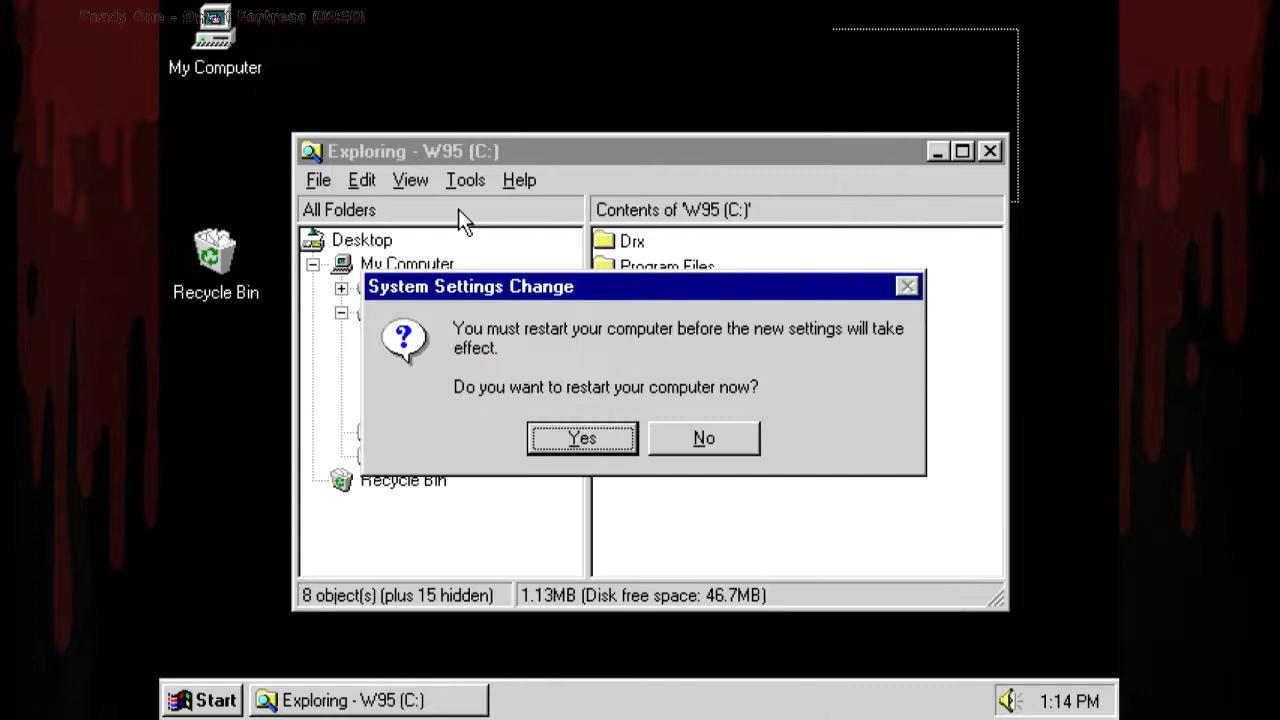 My Computer
Exploring - W95 (C:)
File Edit View Tools Help
All Folders
Contents of 'W95 (C:)'
Desktop
Drx
My Computer
Program Files
System Settings Change
You must restart your computer before the new settings will take
effect.
Do you want to restart your computer now?
Yes
No
Recycle Bin
Recycle Bin
8 object(s) (plus 15 hidden)
1.13MB (Disk free space: 46.7MB)
Start
Exploring - W95 (C:)
1:14 PM